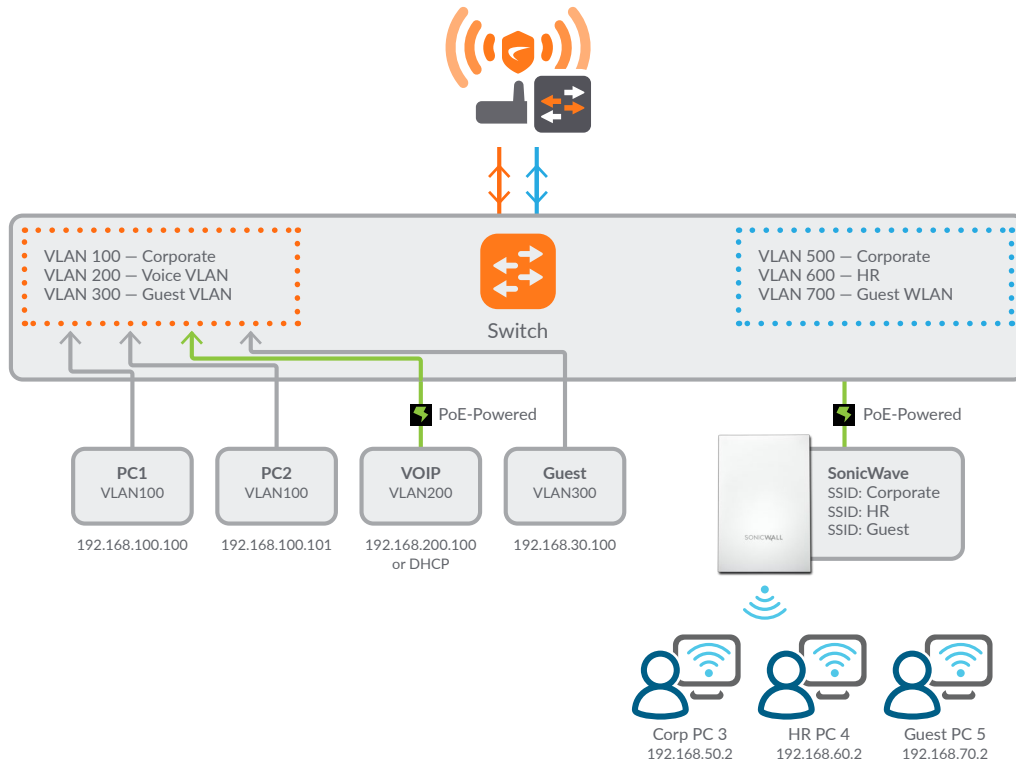 VLAN 100 — Corporate
VLAN 200 — Voice VLAN
VLAN 300 — Guest VLAN
Switch
VLAN 500 — Corporate
VLAN 600 — HR
VLAN 700 — Guest WLAN
PoE-Powered
PoE-Powered
PC1
VLAN100
192.168.100.100
PC2
VLAN100
192.168.100.101
VOIP
VLAN200
192.168.200.100
or DHCP
Guest
VLAN300
192.168.30.100
SONICWALL
SonicWave
SSID: Corporate
SSID: HR
SSID: Guest
Corp PC 3
192.168.50.2
HR PC 4
192.168.60.2
Guest PC 5
192.168.70.2